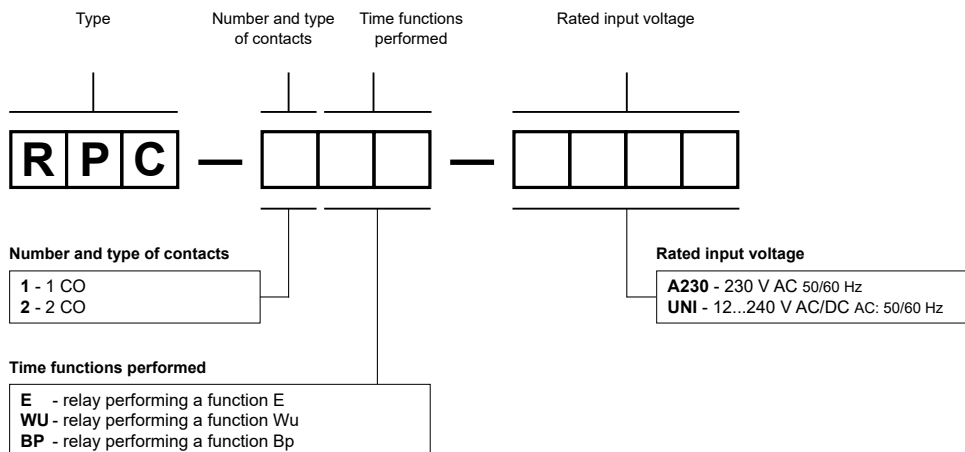 Type
Number and type of contacts
Time functions performed
Rated input voltage
R P C — —
Number and type of contacts
1 - 1 CO
2 - 2 CO
Rated input voltage
A230 - 230 V AC 50/60 Hz
UNI - 12...240 V AC/DC AC: 50/60 Hz
Time functions performed
E - relay performing a function E
WU - relay performing a function Wu
BP - relay performing a function Bp